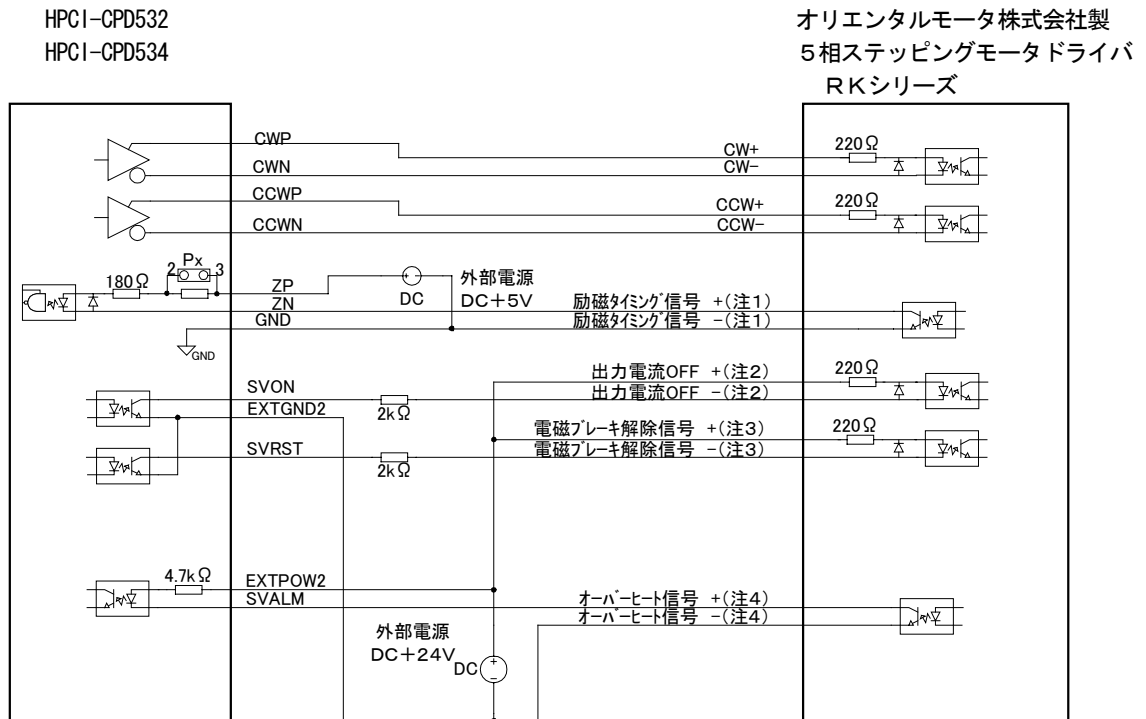 HPCI-CPD532
HPCI-CPD534
オリエンタルモータ株式会社製
５相ステッピングモータドライバ
ＲＫシリーズ
CWP
CWN
CW+
CW-
220Ω
CCWP
CCWN
CCW+
CCW-
220Ω
180Ω
2
Px
3
ZP
ZN
GND
GND
+
DC
外部電源
DC＋5V
励磁ﾀｲﾐﾝｸﾞ信号 +(注1)
励磁ﾀｲﾐﾝｸﾞ信号 -(注1)
SVON
EXTGND2
2kΩ
出力電流OFF +(注2)
出力電流OFF -(注2)
220Ω
SVRST
2kΩ
電磁ﾌﾞﾚｰｷ解除信号 +(注3)
電磁ﾌﾞﾚｰｷ解除信号 -(注3)
220Ω
4.7kΩ
EXTPOW2
SVALM
ｵｰﾊﾞｰﾋｰﾄ信号 +(注4)
ｵｰﾊﾞｰﾋｰﾄ信号 -(注4)
外部電源
DC＋24V
DC
+
-